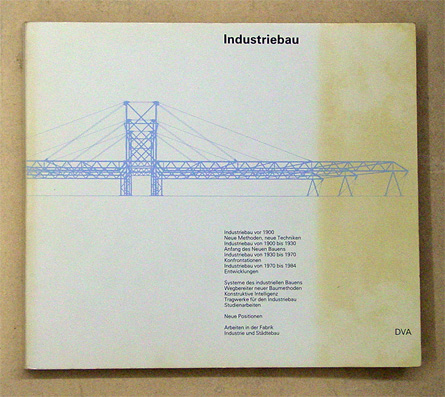 Industriebau
Industriebau vor 1900
Neue Methoden, neue Techniken
Industriebau von 1900 bis 1930
Anfang des Neuen Bauens
Industriebau von 1930 bis 1970
Konfrontationen
Industriebau von 1970 bis 1984
Entwicklungen
Systeme des industriellen Bauens
Wegbereiter neuer Baumethoden
Konstruktive Intelligenz
Tragwerke für den Industriebau
Studienarbeiten
Neue Positionen
Arbeiten in der Fabrik
Industrie und Städtebau
DVA